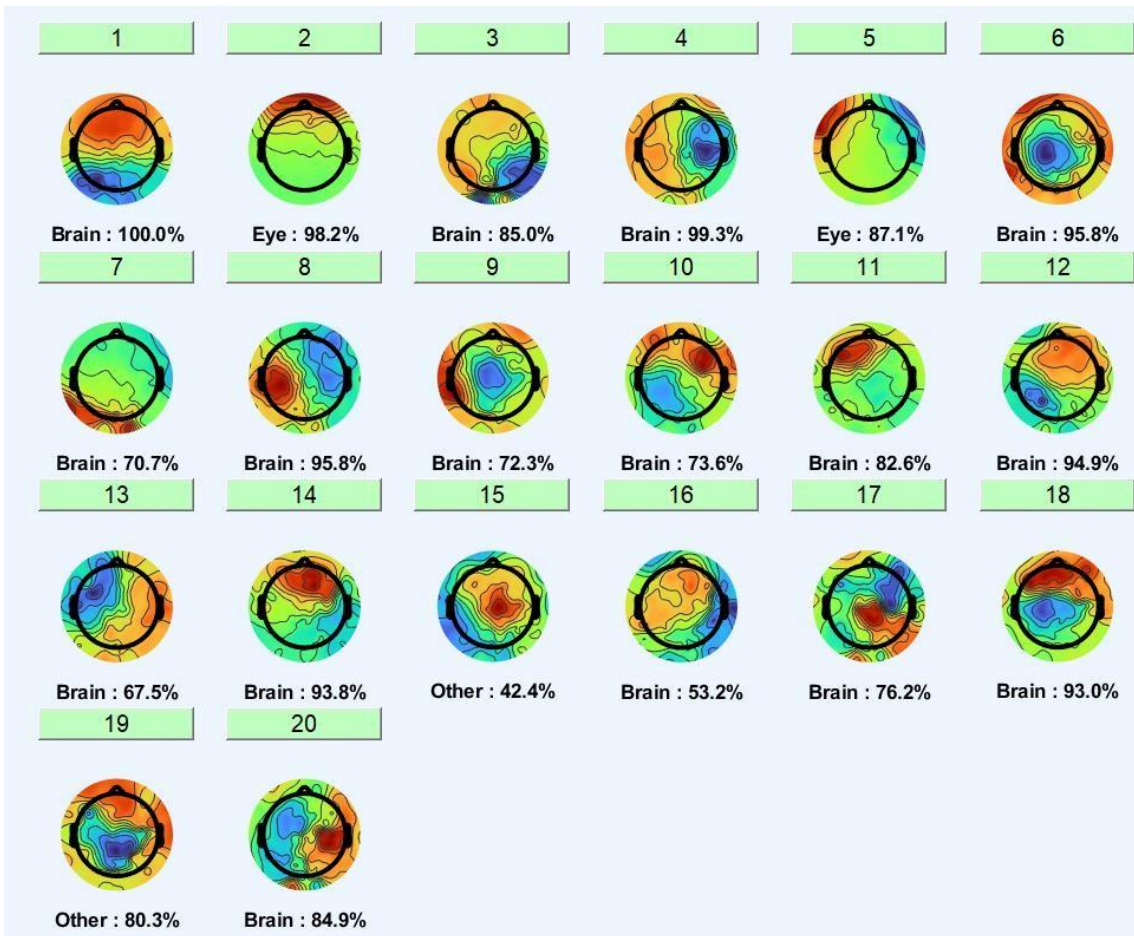 1 2 3 4 5 6
Brain : 100.0% Eye : 98.2% Brain : 85.0% Brain : 99.3% Eye : 87.1% Brain : 95.8%
7 8 9 10 11 12
Brain : 70.7% Brain : 95.8% Brain : 72.3% Brain : 73.6% Brain : 82.6% Brain : 94.9%
13 14 15 16 17 18
Brain : 67.5% Brain : 93.8% Other : 42.4% Brain : 53.2% Brain : 76.2% Brain : 93.0%
19 20
Other : 80.3% Brain : 84.9%